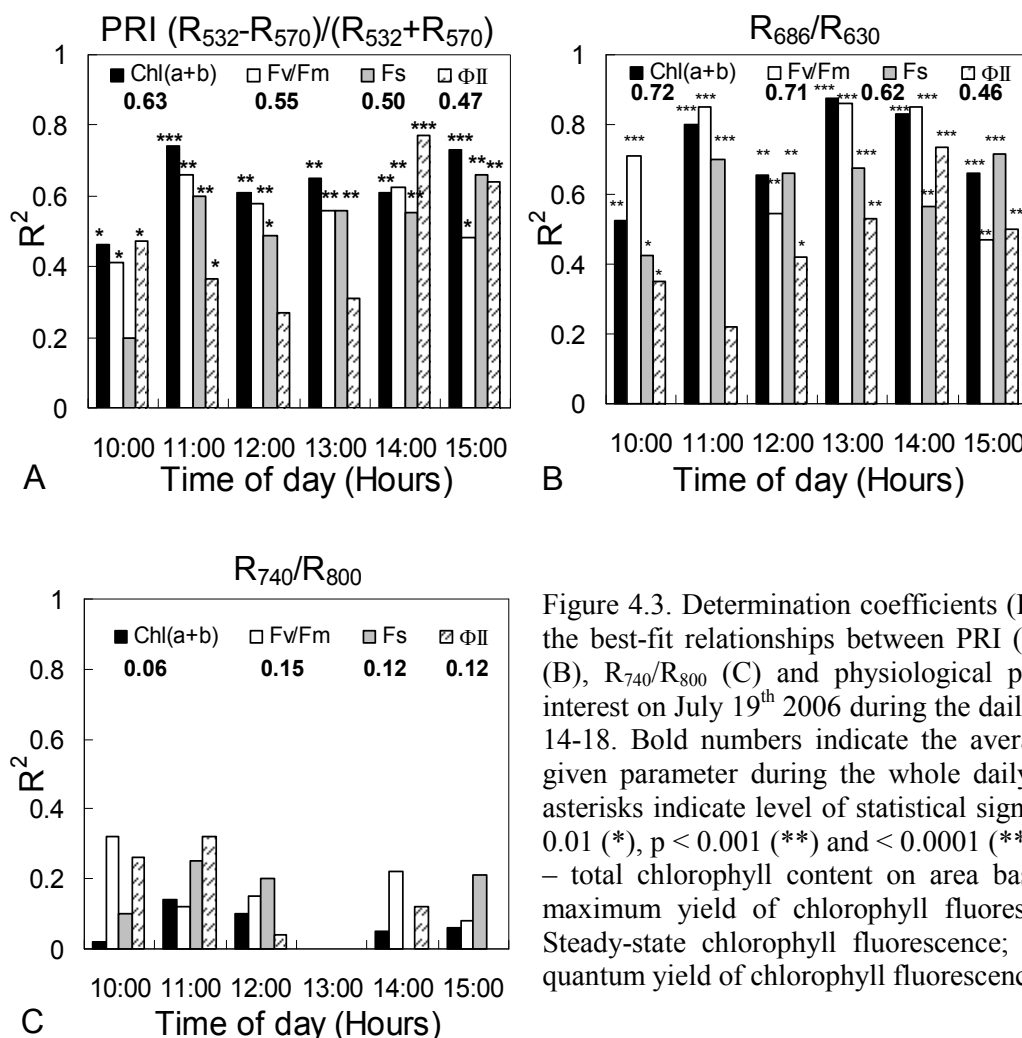 PRI (R532-R570)/(R532+R570)
1
Chl(a+b) Fv/Fm Fs ΦII
0.63 0.55 0.50 0.47
0.8
*** *** ***
** ** ** ** ** ** **
0.6
** ** ** ** **
* * * * * *
0.4
0.2
0
R2
10:00 11:00 12:00 13:00 14:00 15:00
A Time of day (Hours)
R686/R630
1
Chl(a+b) Fv/Fm Fs ΦII
0.72 0.71 0.62 0.46
*** *** *** *** *** ***
0.8
*** *** *** *** *** ***
0.6
** ** ** ** ** ** ** **
0.4
* * *
0.2
0
R2
10:00 11:00 12:00 13:00 14:00 15:00
B Time of day (Hours)
R740/R800
1
Chl(a+b) Fv/Fm Fs ΦII
0.06 0.15 0.12 0.12
0.8
0.6
0.4
0.2
0
R2
10:00 11:00 12:00 13:00 14:00 15:00
C Time of day (Hours)
Figure 4.3. Determination coefficients (
the best-fit relationships between PRI (
(B), R740/R800 (C) and physiological p
interest on July 19th 2006 during the daily
14-18. Bold numbers indicate the avera
given parameter during the whole daily
asterisks indicate level of statistical sign
0.01 (*), p < 0.001 (**) and < 0.0001 (**
– total chlorophyll content on area bas
maximum yield of chlorophyll fluores
Steady-state chlorophyll fluorescence;
quantum yield of chlorophyll fluorescenc